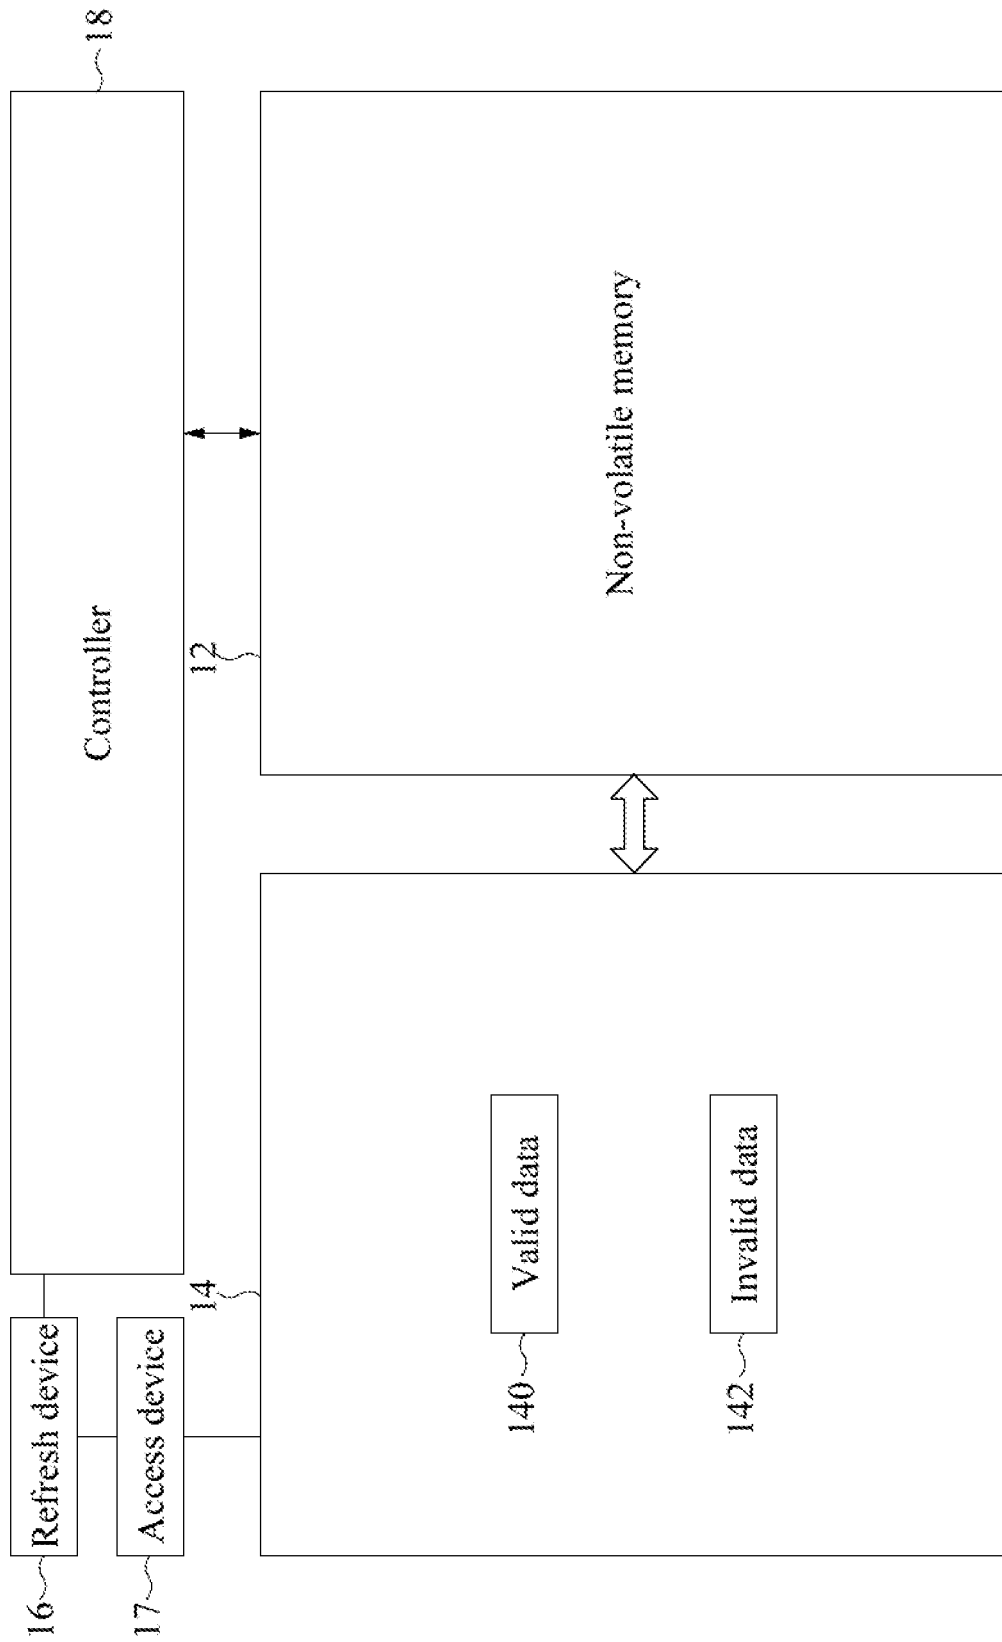 16
Refresh device
Controller
18
17
Access device
14
12
140
Valid data
Non-volatile memory
142
Invalid data